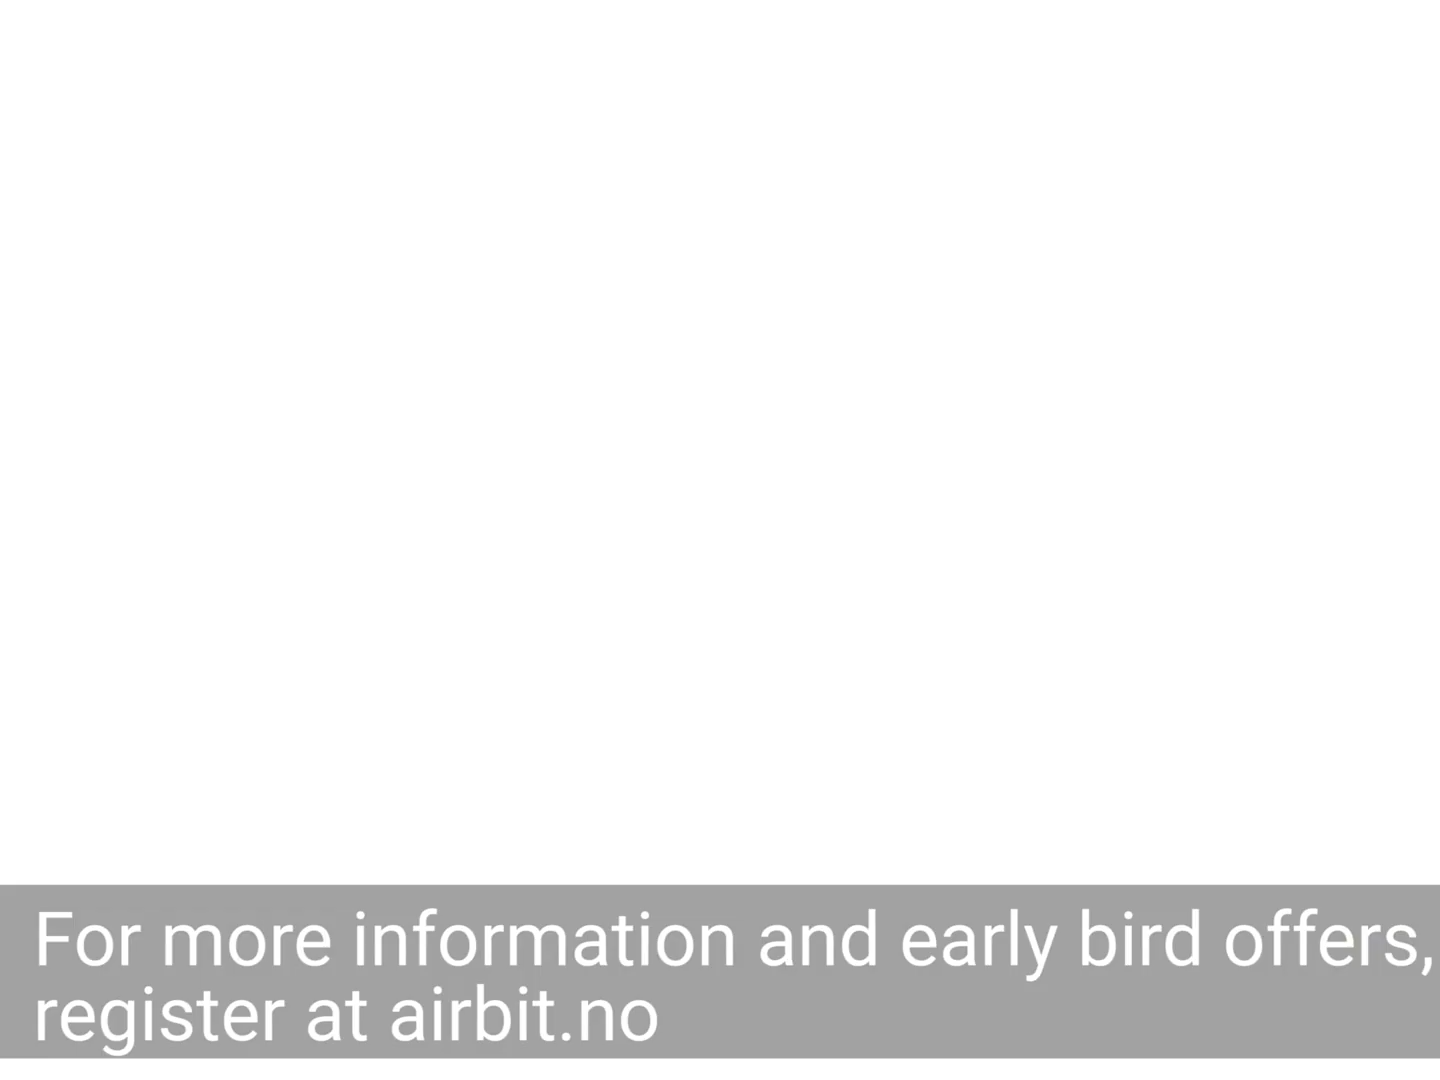 For more information and early bird offers,
register at airbit.no